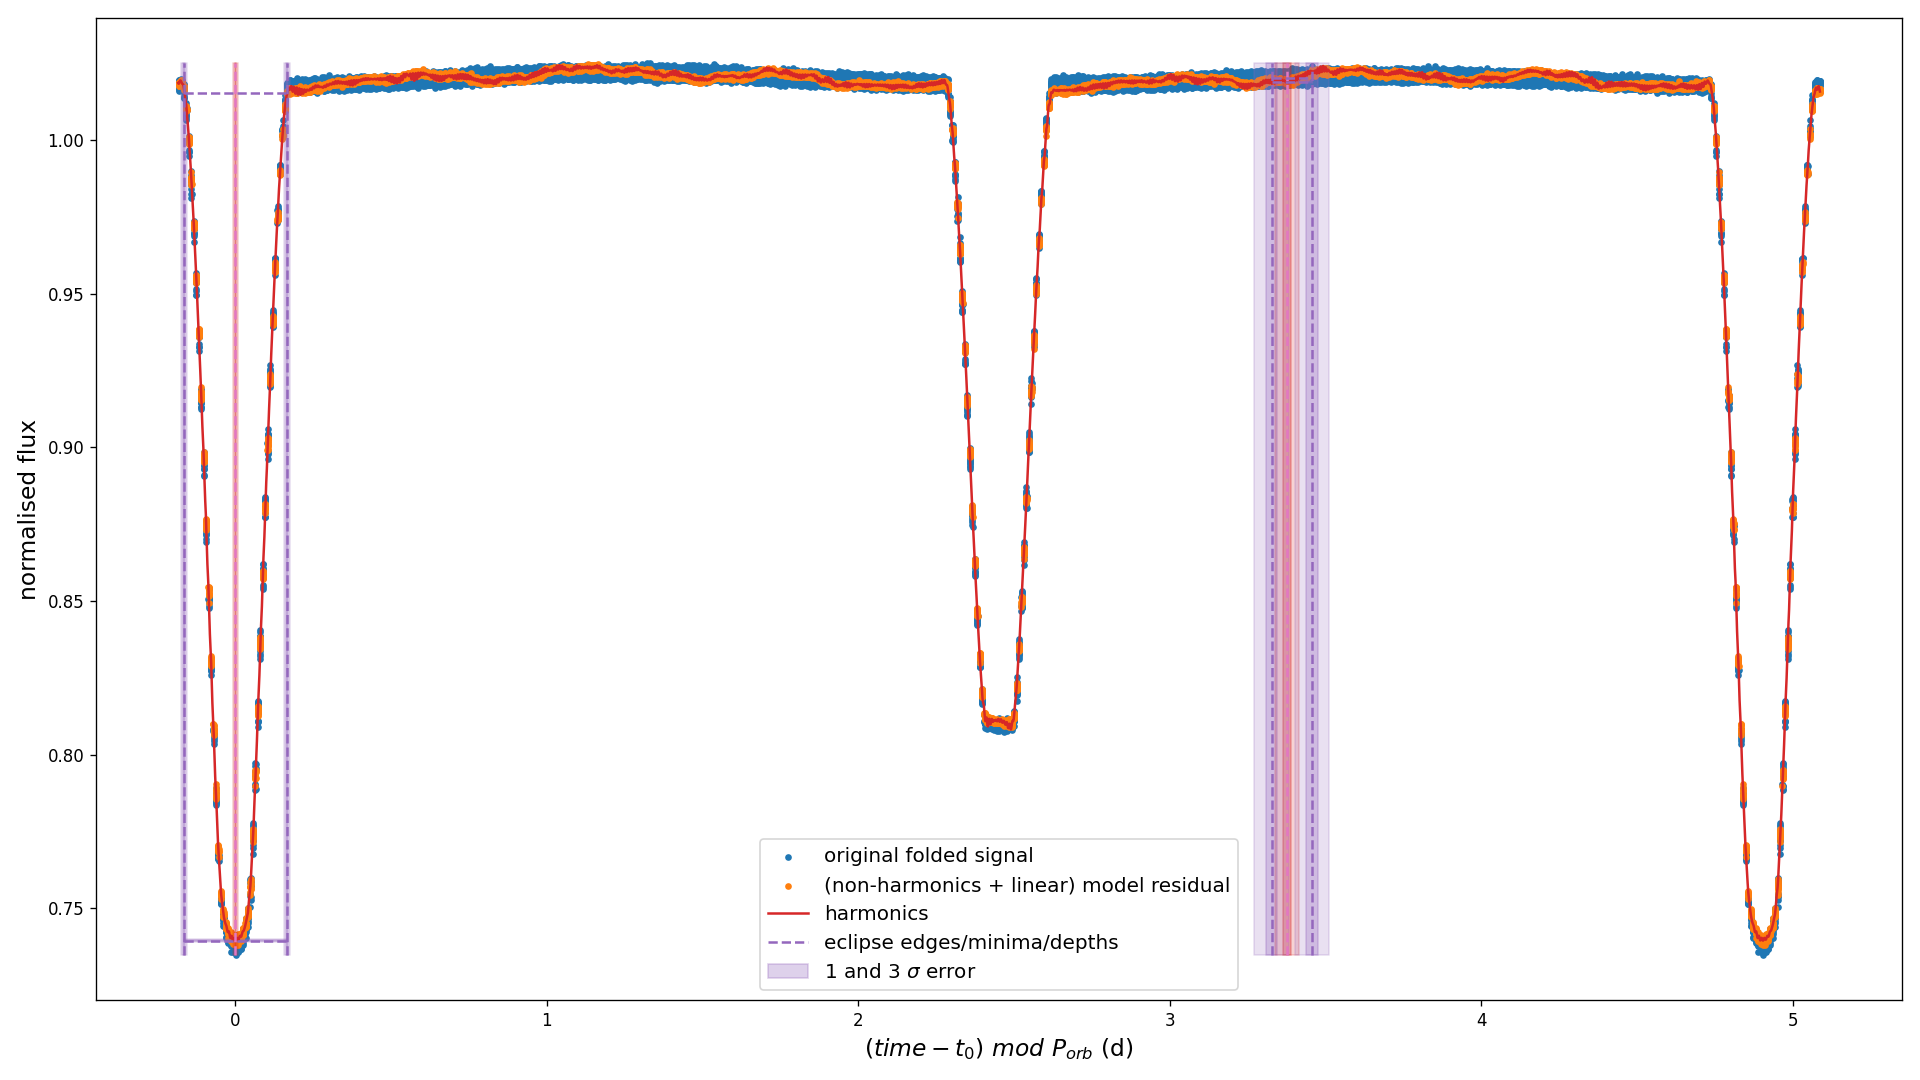 normalised flux
1.00
0.95
0.90
0.85
0.80
0.75
original folded signal
(non-harmonics + linear) model residual
harmonics
eclipse edges/minima/depths
1 and 3 σ error
0 1 2 3 4 5
(time − t₀) mod Pₒᵣb (d)